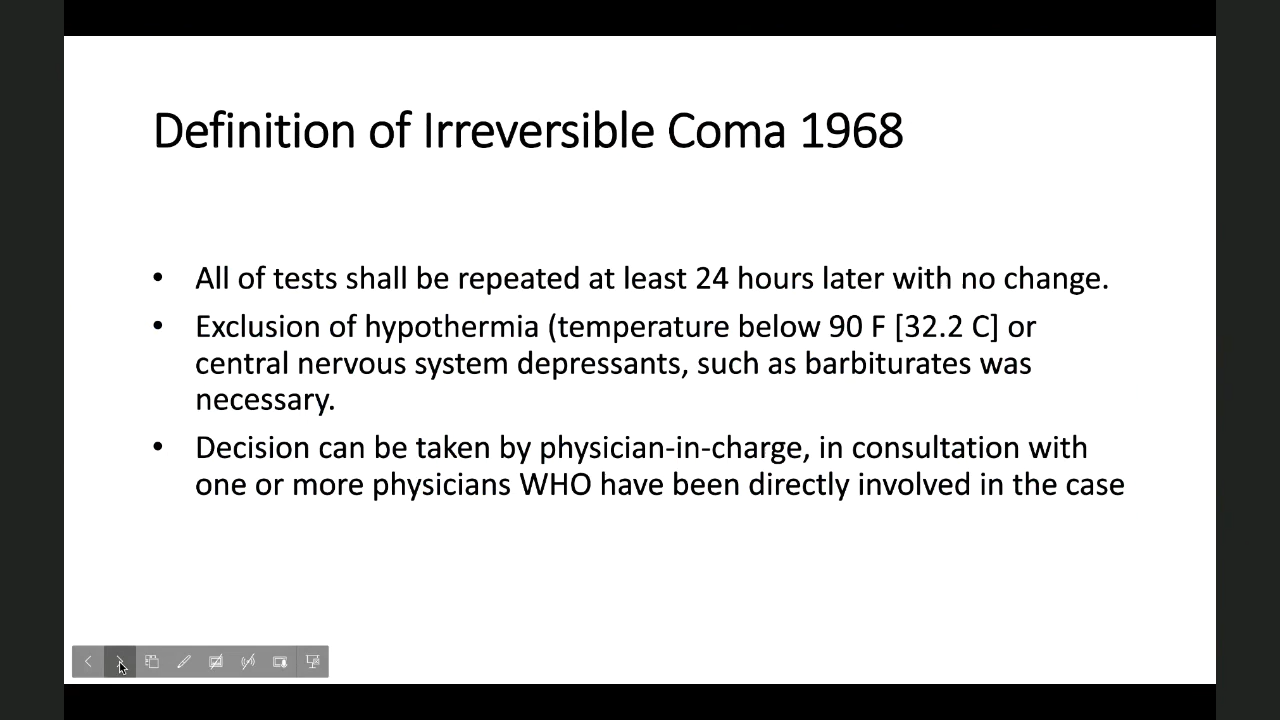 Definition of Irreversible Coma 1968
• All of tests shall be repeated at least 24 hours later with no change.
• Exclusion of hypothermia (temperature below 90 F [32.2 C] or
central nervous system depressants, such as barbiturates was
necessary.
• Decision can be taken by physician-in-charge, in consultation with
one or more physicians WHO have been directly involved in the case